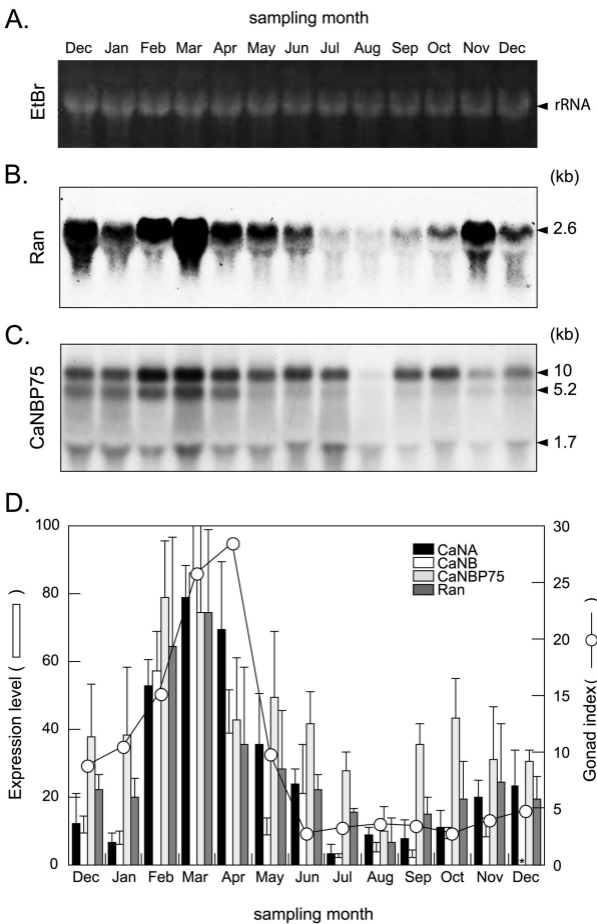 A.
sampling month
Dec Jan Feb Mar Apr May Jun Jul Aug Sep Oct Nov Dec
EtBr
rRNA
B.
(kb)
Ran
2.6
C.
(kb)
CaNBP75
10
5.2
1.7
D.
100
80
60
40
20
0
Expression level ( )
CaNA
CaNB
CaNBP75
Ran
30
25
20
15
10
5
0
Gonad index( )
*
Dec Jan Feb Mar Apr May Jun Jul Aug Sep Oct Nov Dec
sampling month